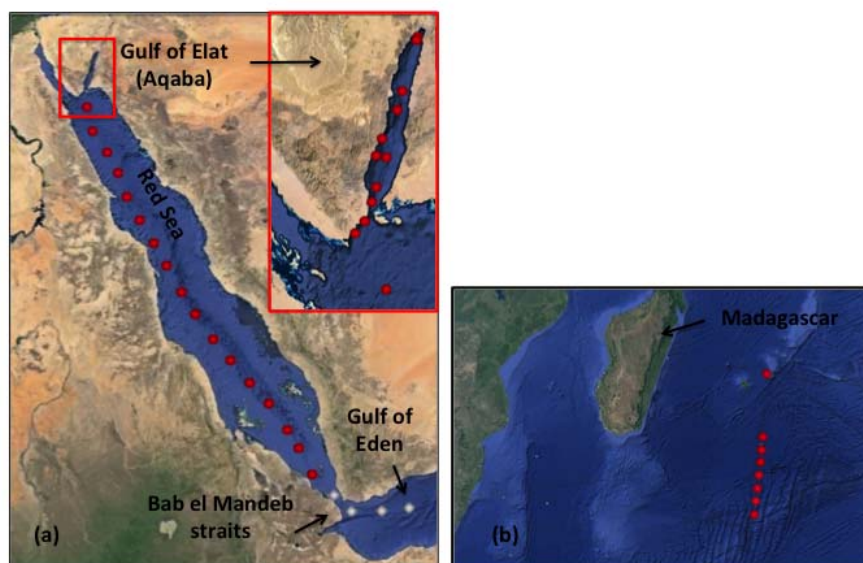 Gulf of Elat
(Aqaba)
Red Sea
Gulf of
Eden
Bab el Mandeb
straits
(a)
Madagascar
(b)